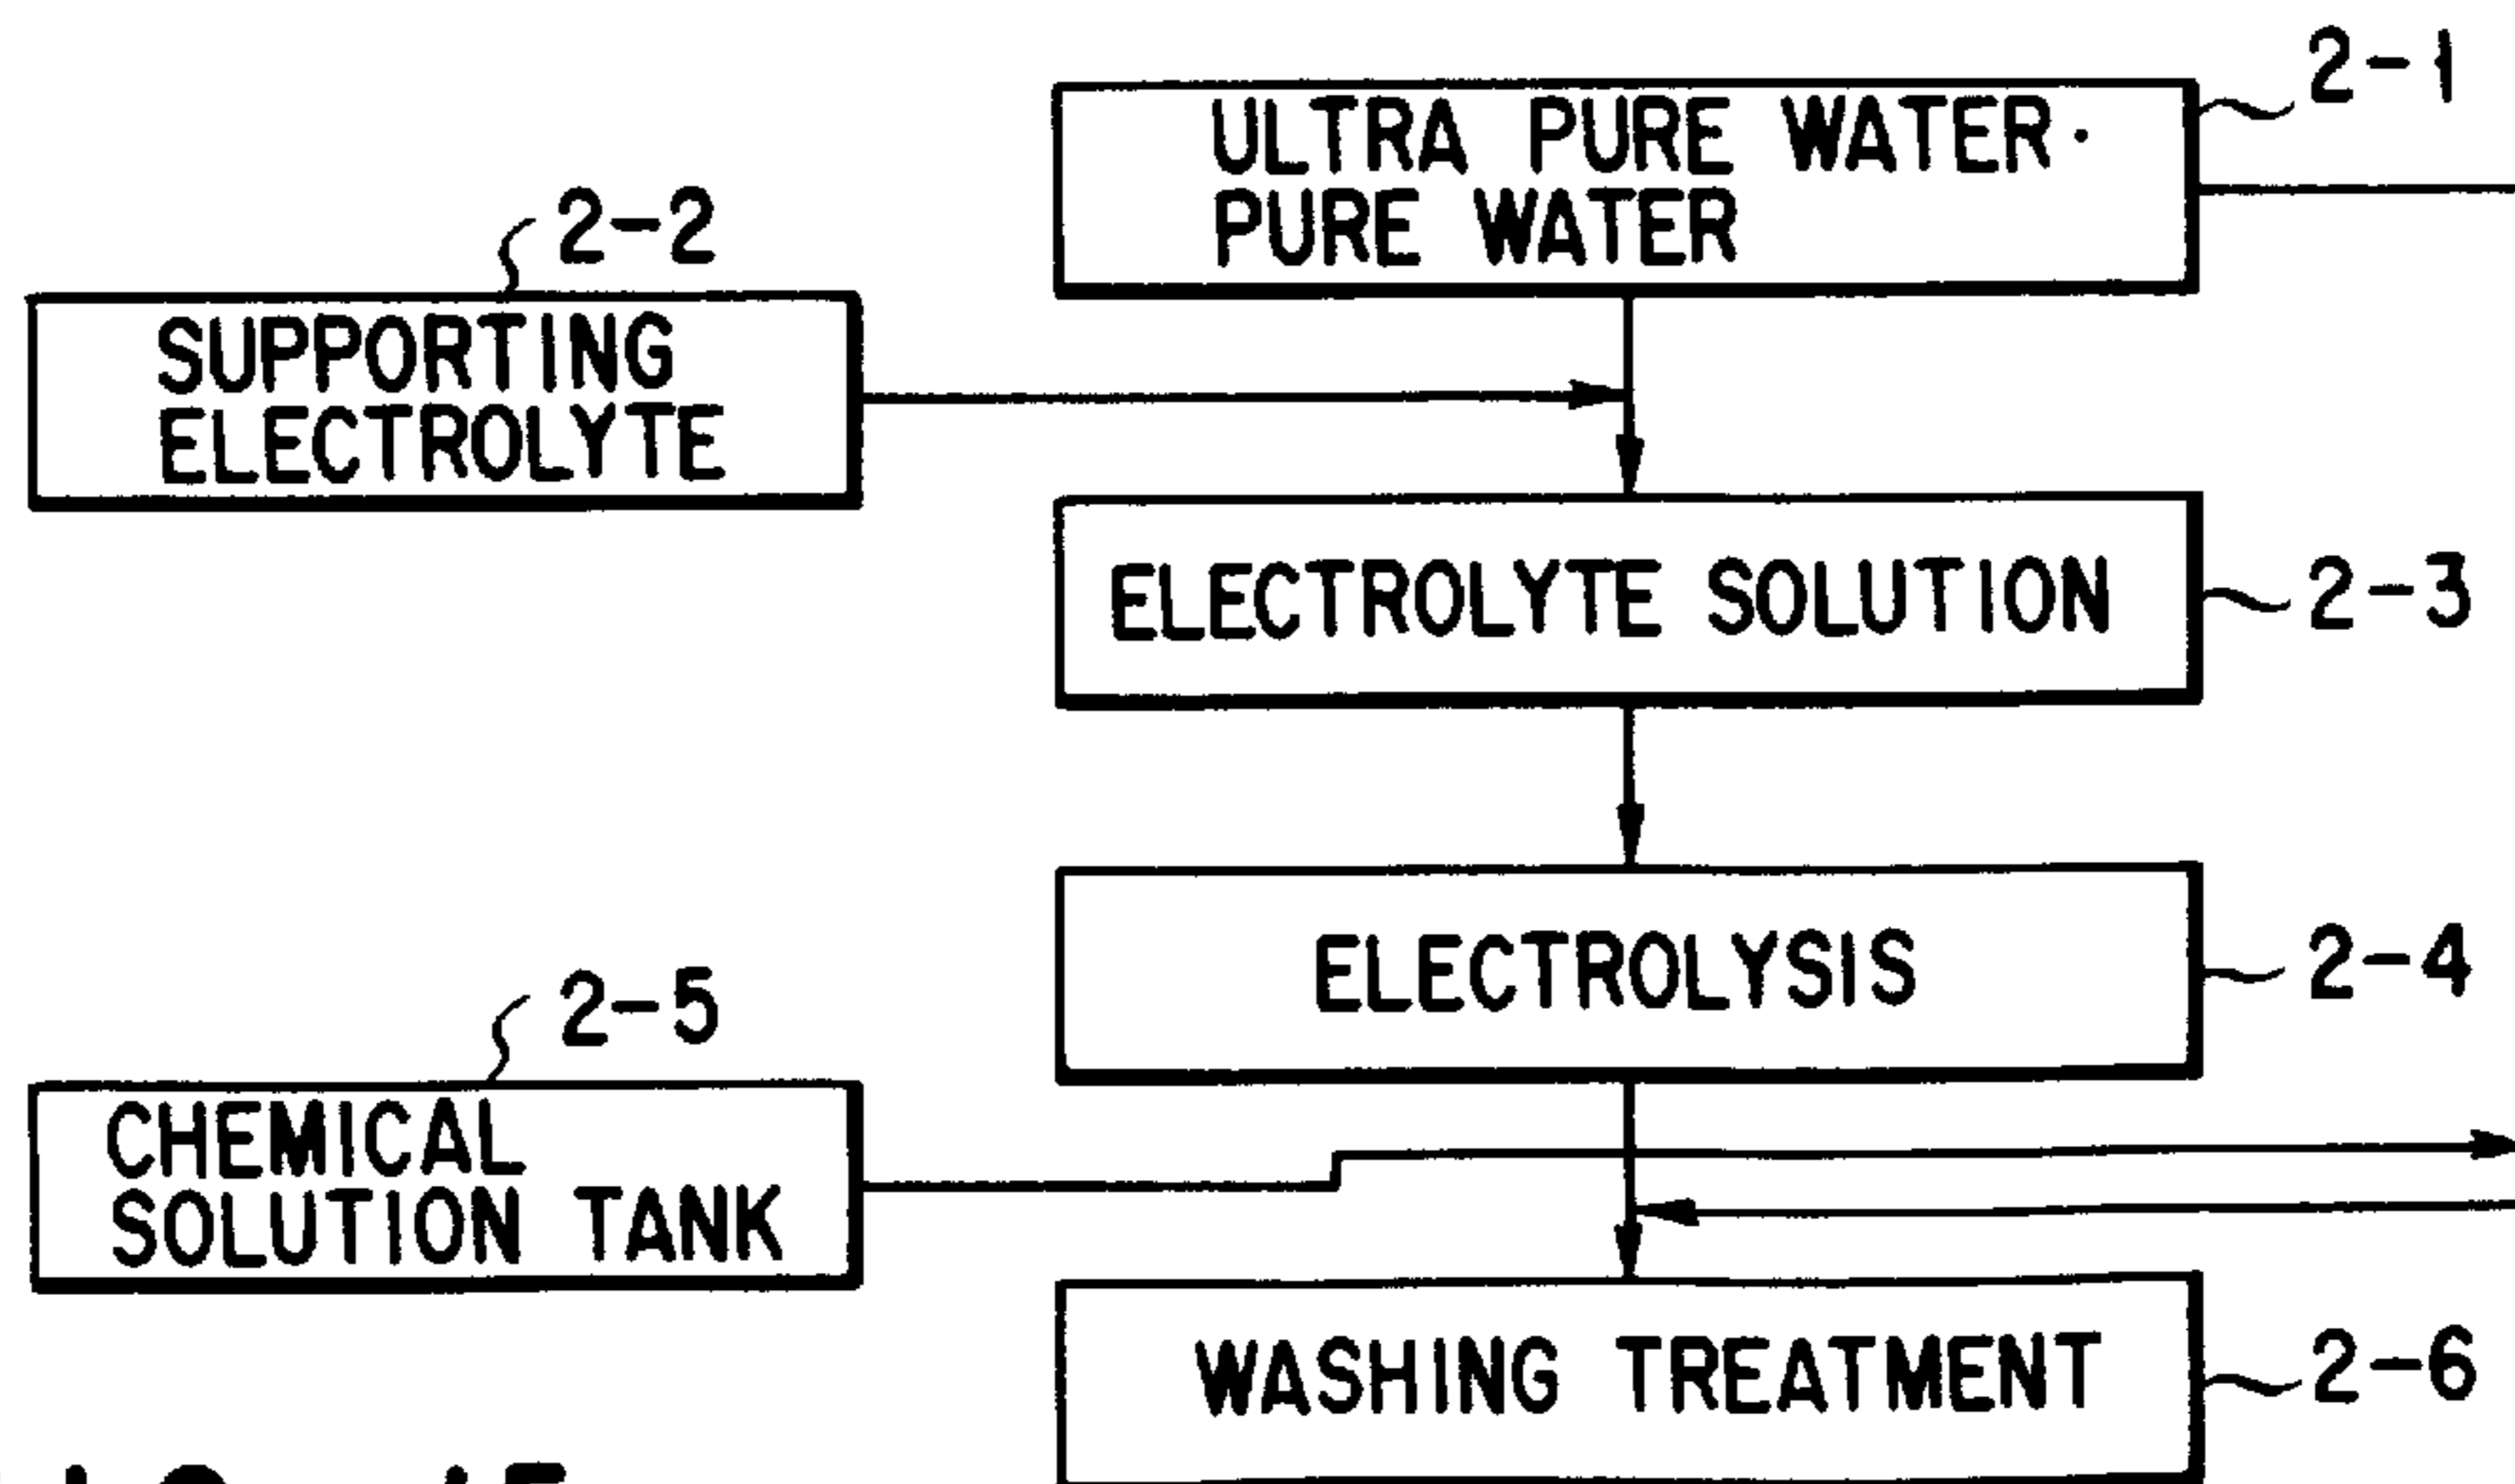 2-1
ULTRA PURE WATER·
PURE WATER
2-2
SUPPORTING
ELECTROLYTE
ELECTROLYTE SOLUTION
2-3
ELECTROLYSIS
2-4
2-5
CHEMICAL
SOLUTION TANK
WASHING TREATMENT
2-6